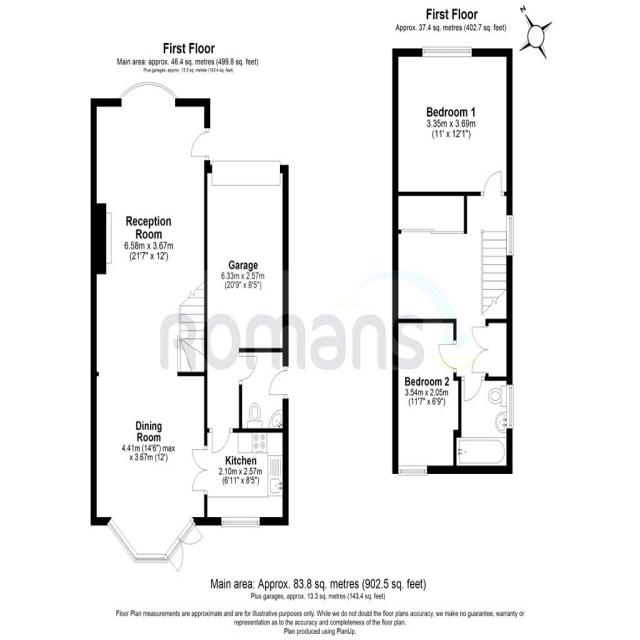 First Floor
Main area: approx. 46.4 sq. metres (499.8 sq. feet)
Plus garages, approx. 13.3 sq. metres (143.4 sq. feet)
First Floor
Approx. 37.4 sq. metres (402.7 sq. feet)
N
Bedroom 1
3.35m x 3.69m
(11' x 12'1")
Reception
Room
6.58m x 3.67m
(21'7" x 12')
Garage
6.33m x 2.57m
(20'9" x 8'5")
romans
Bedroom 2
3.54m x 2.05m
(11'7" x 6'9")
Dining
Room
4.41m (14'6") max
x 3.67m (12')
Kitchen
2.10m x 2.57m
(6'11" x 8'5")
Main area: Approx. 83.8 sq. metres (902.5 sq. feet)
Plus garages, approx. 13.3 sq. metres (143.4 sq. feet)
Floor Plan measurements are approximate and are for illustrative purposes only. While we do not doubt the floor plans accuracy, we make no guarantee, warranty or
representation as to the accuracy and completeness of the floor plan.
Plan produced using PlanUp.